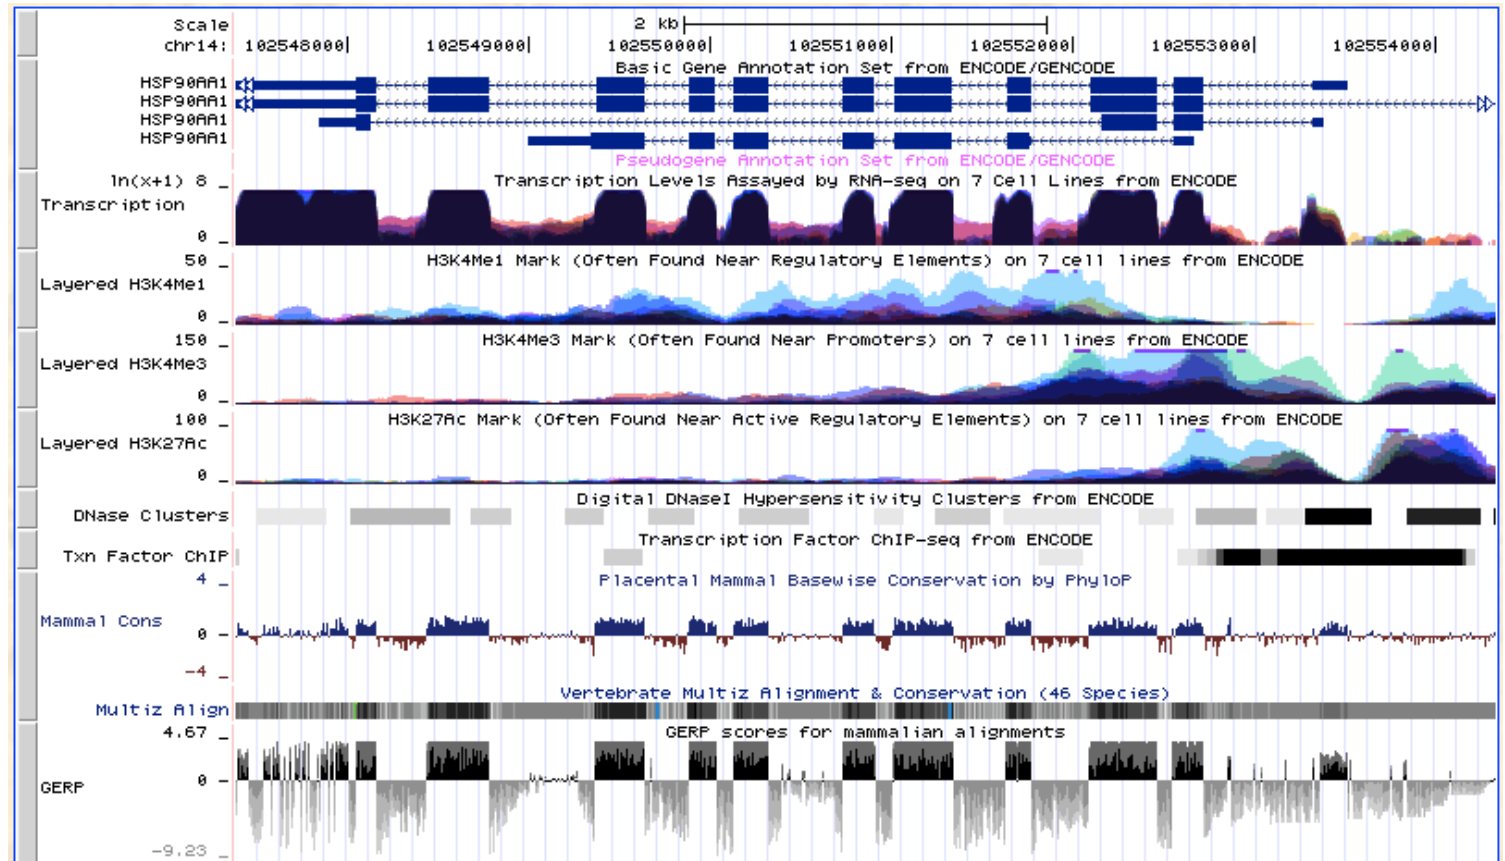 Scale 2 kb
chr14: 102548000 102549000 102550000 102551000 102552000 102553000 102554000
Basic Gene Annotation Set from ENCODE/GENCODE
HSP90AA1
HSP90AA1
HSP90AA1
HSP90AA1
Pseudogene Annotation Set from ENCODE/GENCODE
ln(x+1) 8 _ Transcription Levels Assayed by RNA-seq on 7 Cell Lines from ENCODE
Transcription
0 _
50 _ H3K4Me1 Mark (Often Found Near Regulatory Elements) on 7 cell lines from ENCODE
Layered H3K4Me1
0 _
150 _ H3K4Me3 Mark (Often Found Near Promoters) on 7 cell lines from ENCODE
Layered H3K4Me3
0 _
100 _ H3K27Ac Mark (Often Found Near Active Regulatory Elements) on 7 cell lines from ENCODE
Layered H3K27Ac
0 _
Digital DNaseI Hypersensitivity Clusters from ENCODE
DNase Clusters
Transcription Factor ChIP-seq from ENCODE
Txn Factor ChIP
4 _ Placental Mammal Basewise Conservation by PhyloP
Mammal Cons
0 _
-4 _
Vertebrate Multiz Alignment & Conservation (46 Species)
Multiz Align
4.67 _ GERP scores for mammalian alignments
0 _
GERP
-9.23 _